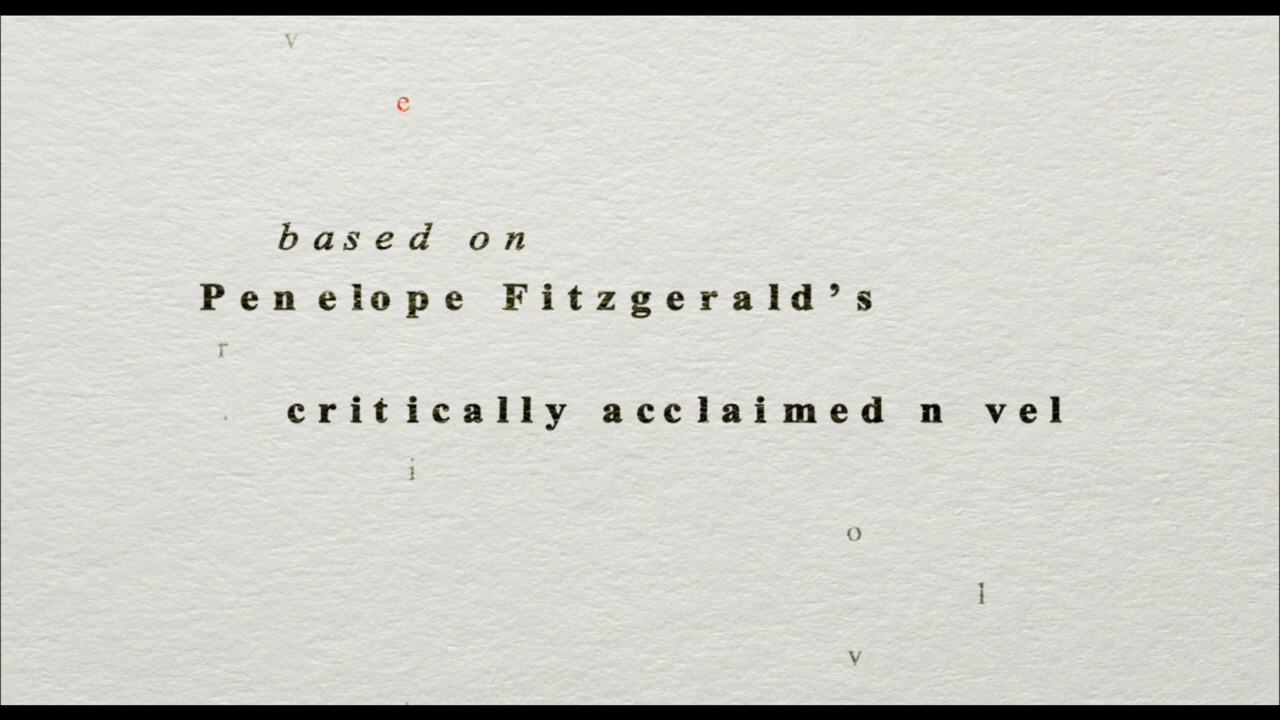 v
e
based on
Penelope Fitzgerald’s
r
critically acclaimed n vel
i
o
l
v